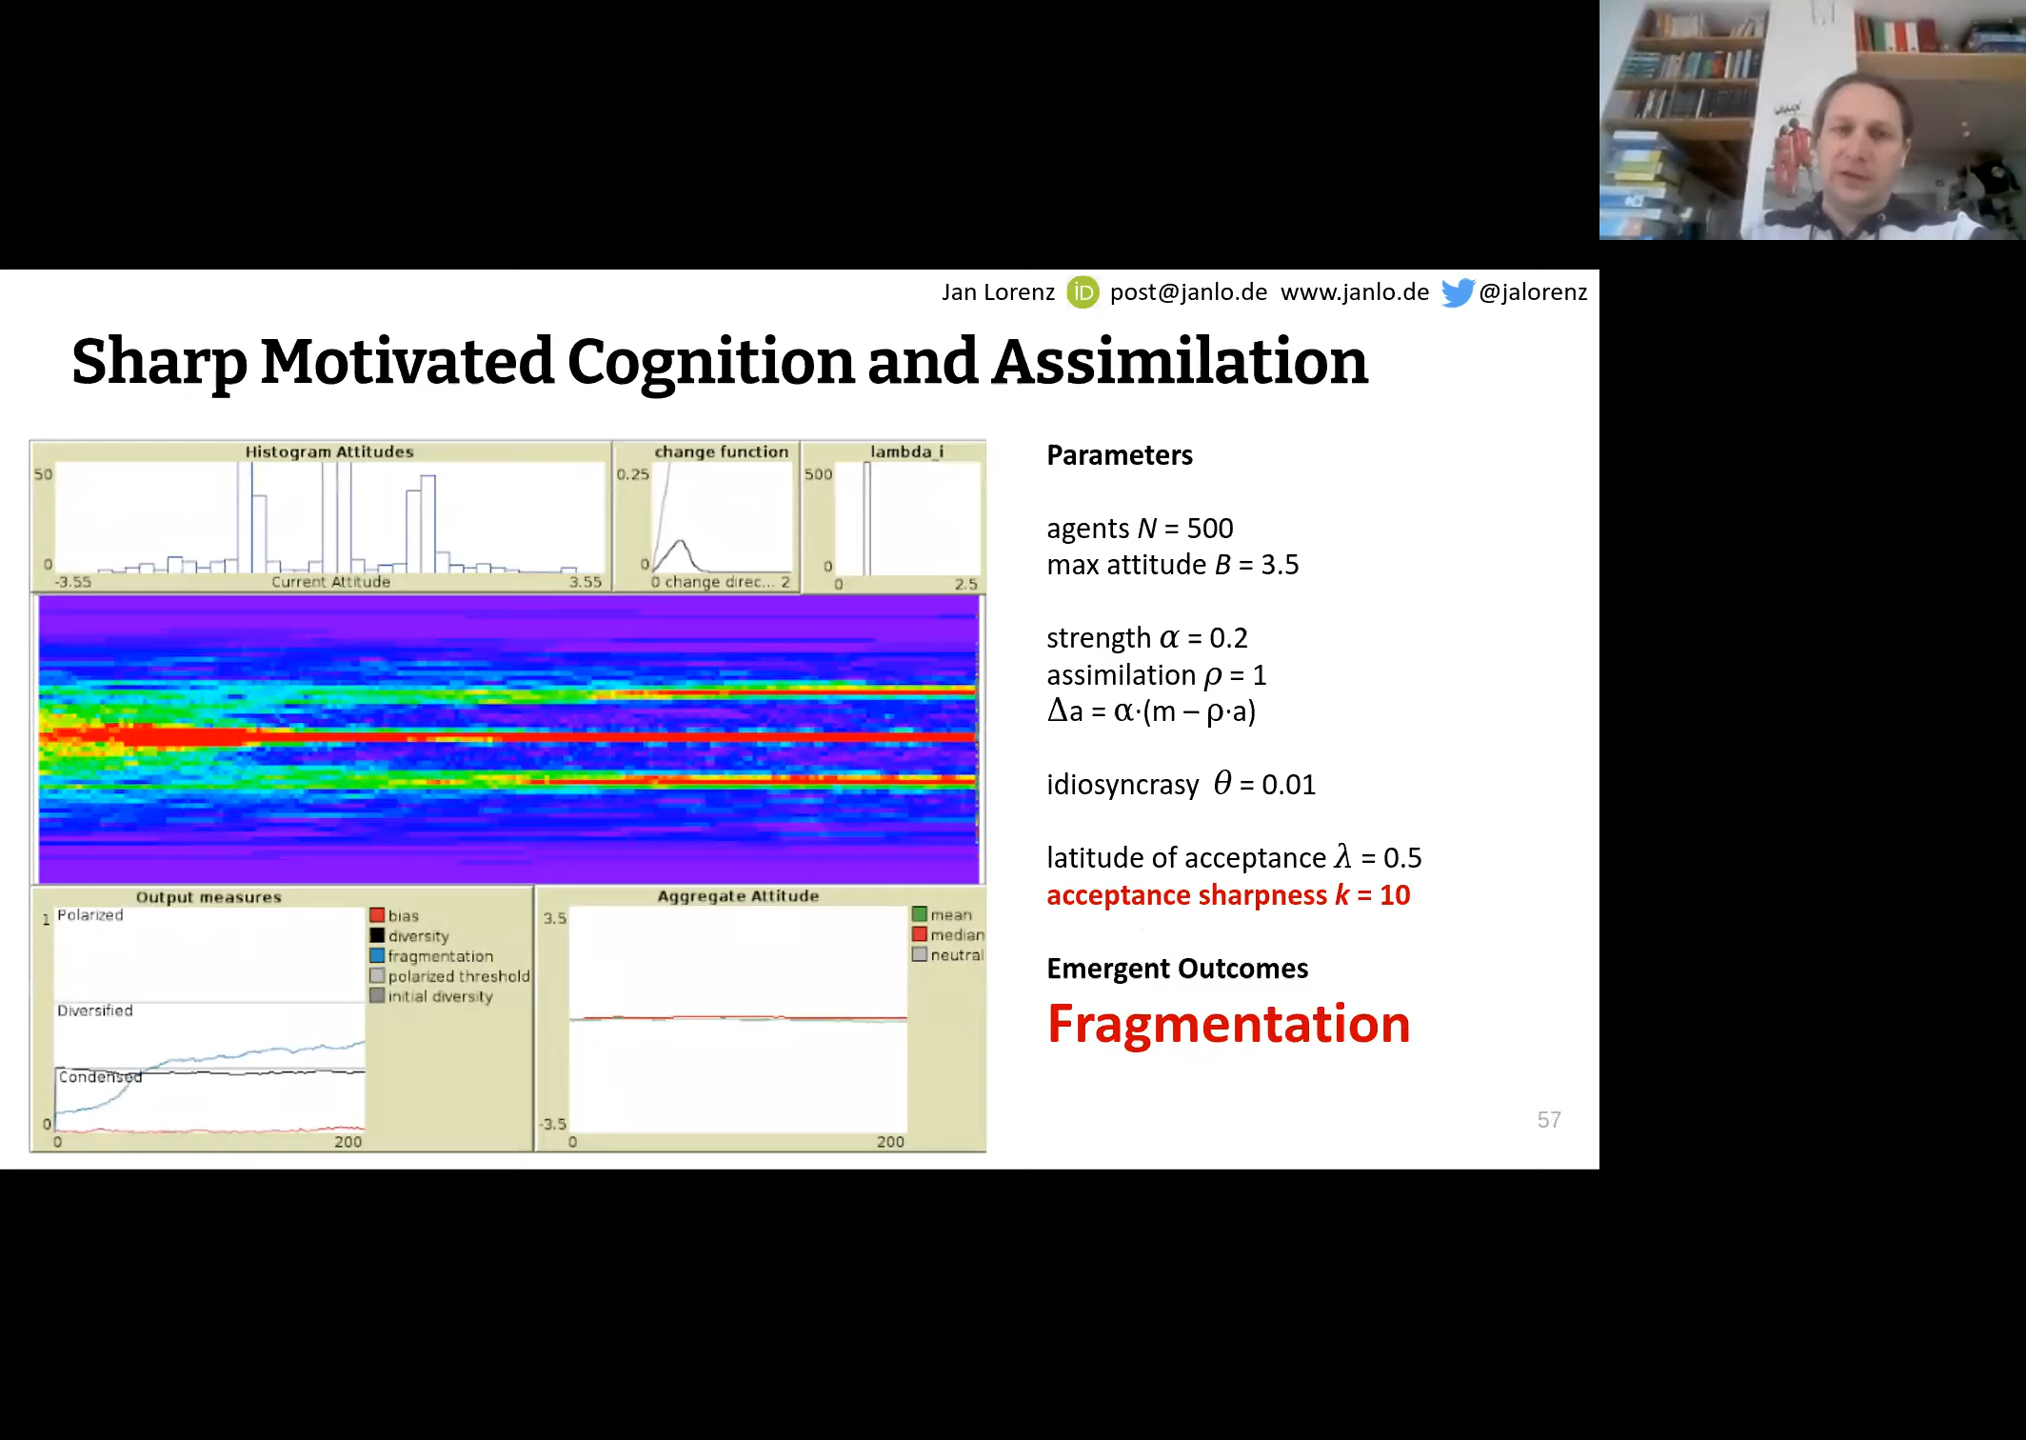 Jan Lorenz iD post@janlo.de www.janlo.de @jalorenz
Sharp Motivated Cognition and Assimilation
Histogram Attitudes
50
0
-3.55
Current Attitude
3.55
change function
0.25
0
0 change direc... 2
lambda_i
500
0
0
2.5
Output measures
1
Polarized
Diversified
Condensed
0
0
200
bias
diversity
fragmentation
polarized threshold
initial diversity
Aggregate Attitude
3.5
-3.5
0
200
mean
median
neutral
Parameters
agents N = 500
max attitude B = 3.5
strength α = 0.2
assimilation ρ = 1
Δa = α·(m – ρ·a)
idiosyncrasy θ = 0.01
latitude of acceptance λ = 0.5
acceptance sharpness k = 10
Emergent Outcomes
Fragmentation
57